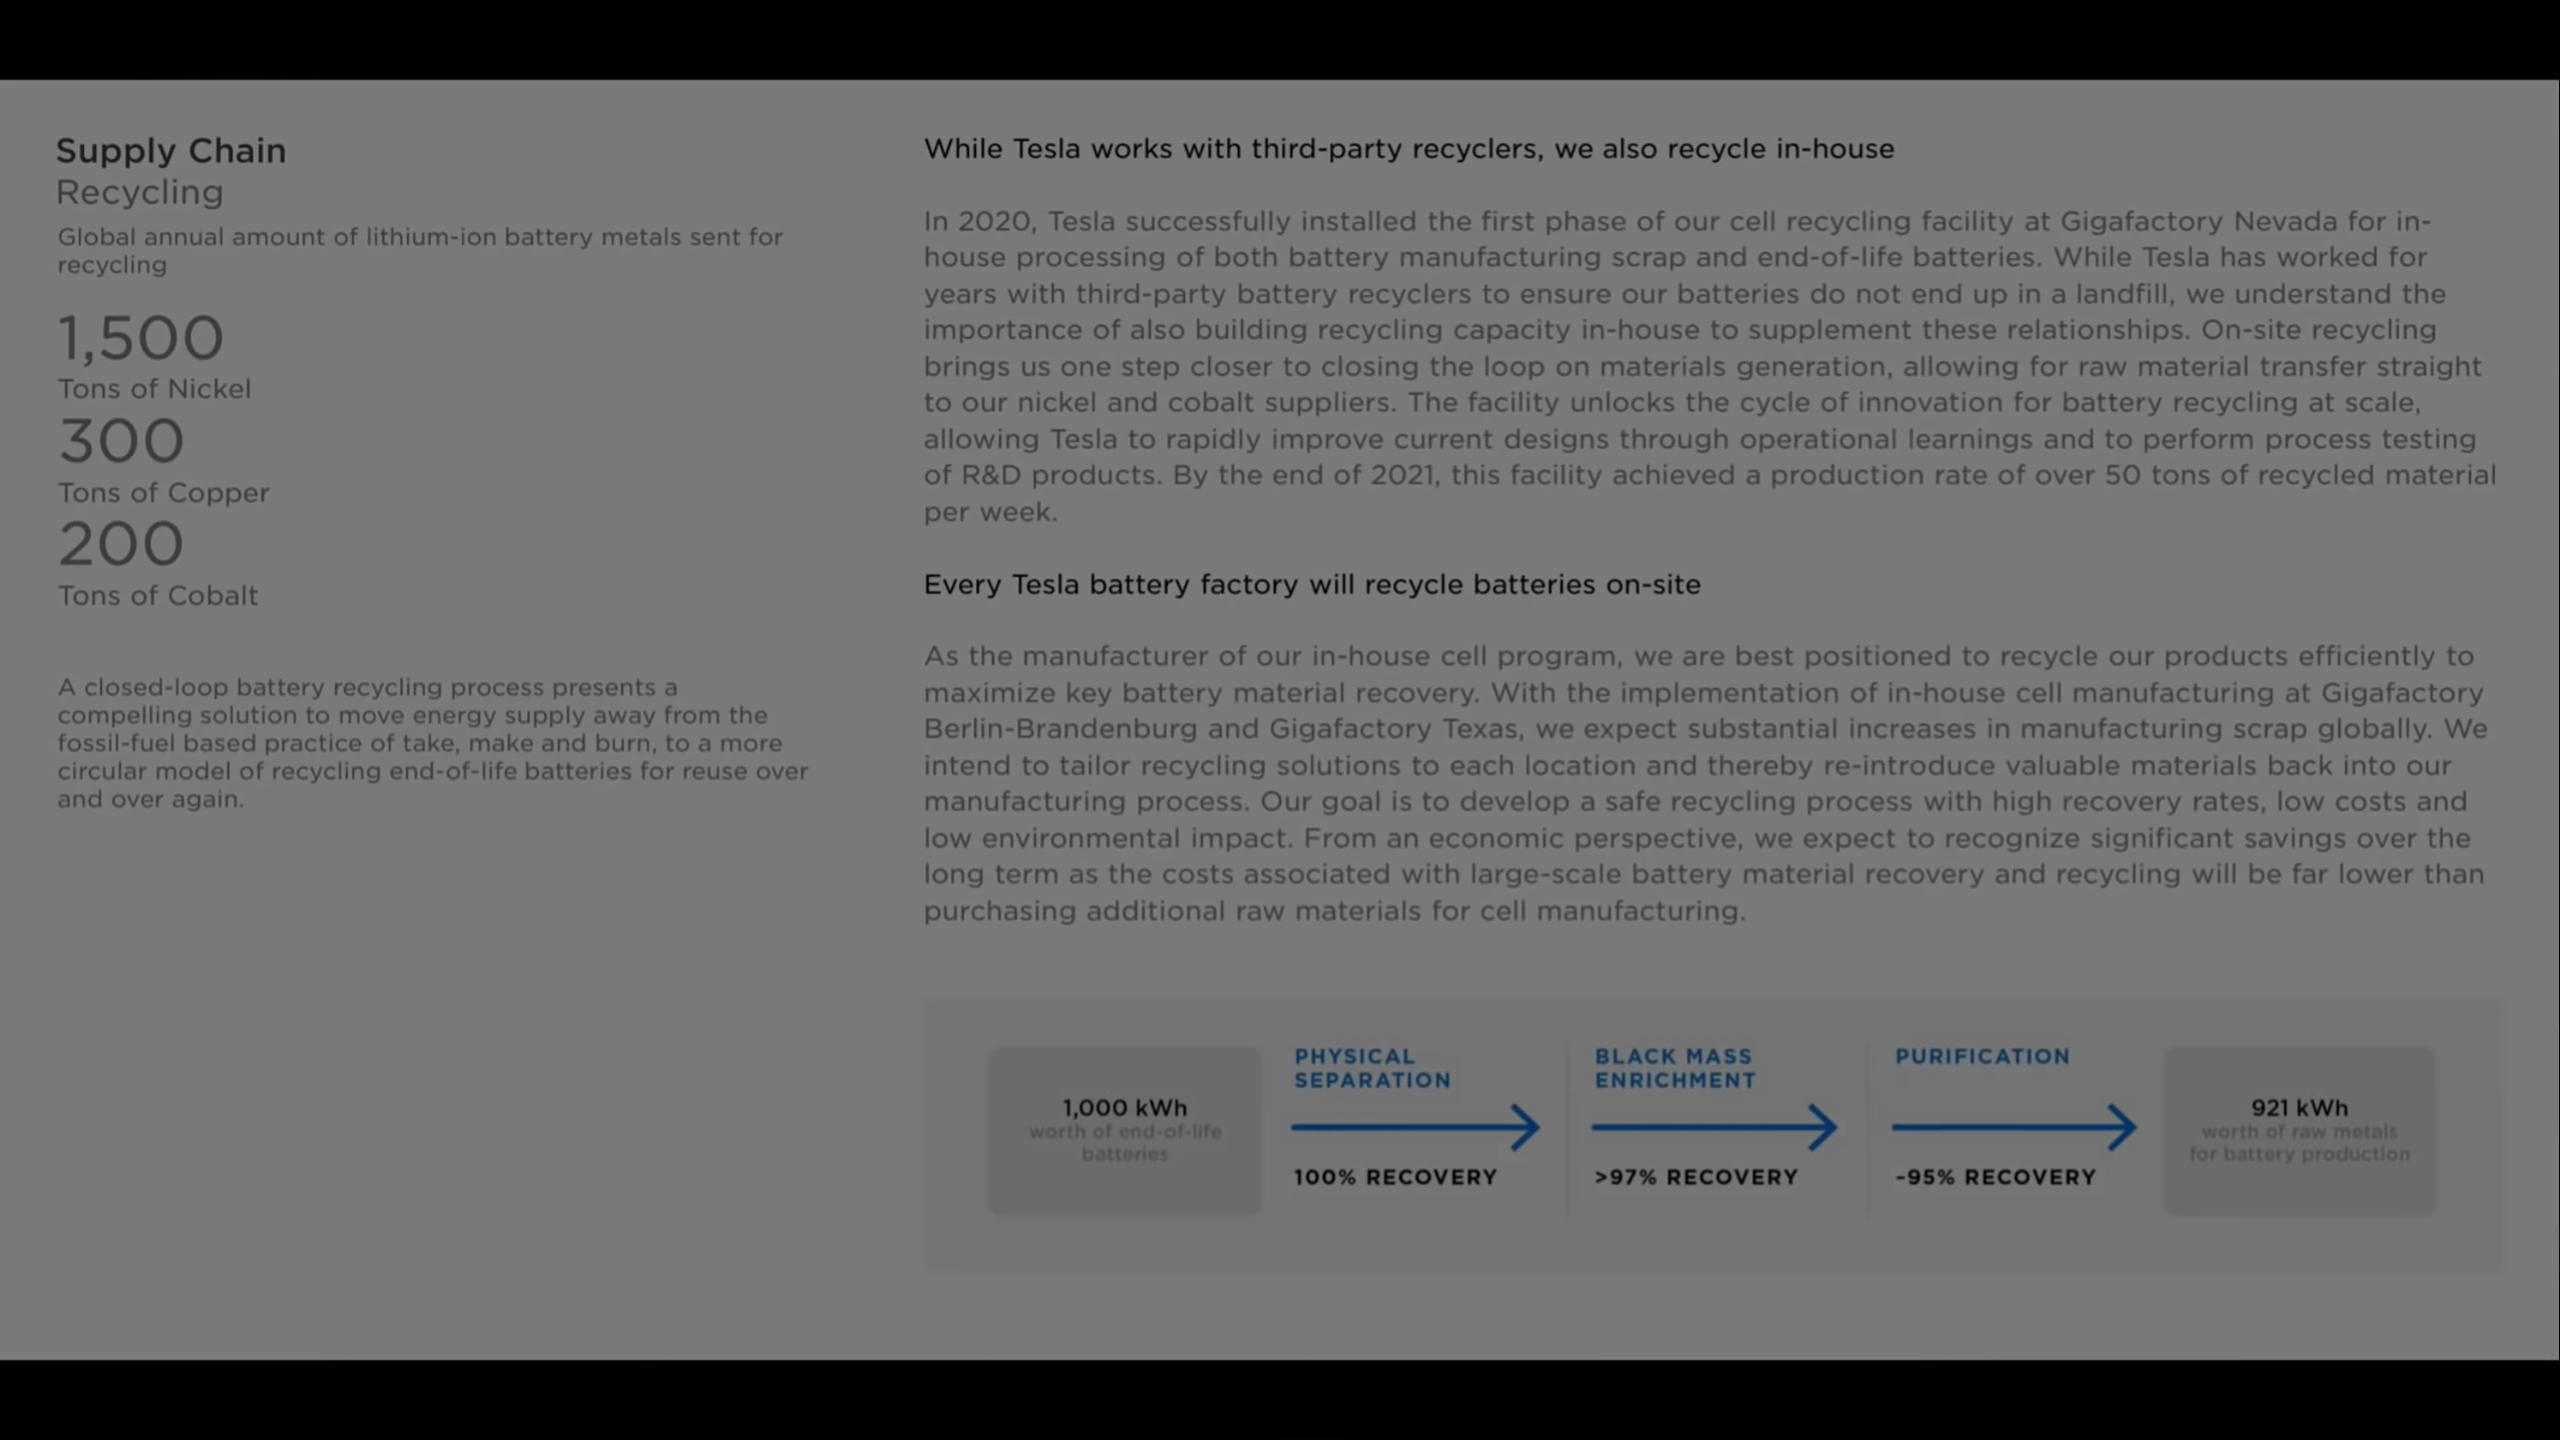 Supply Chain
Recycling
Global annual amount of lithium-ion battery metals sent for
recycling
1,500
Tons of Nickel
300
Tons of Copper
200
Tons of Cobalt
A closed-loop battery recycling process presents a
compelling solution to move energy supply away from the
fossil-fuel based practice of take, make and burn, to a more
circular model of recycling end-of-life batteries for reuse over
and over again.
While Tesla works with third-party recyclers, we also recycle in-house
In 2020, Tesla successfully installed the first phase of our cell recycling facility at Gigafactory Nevada for in-
house processing of both battery manufacturing scrap and end-of-life batteries. While Tesla has worked for
years with third-party battery recyclers to ensure our batteries do not end up in a landfill, we understand the
importance of also building recycling capacity in-house to supplement these relationships. On-site recycling
brings us one step closer to closing the loop on materials generation, allowing for raw material transfer straight
to our nickel and cobalt suppliers. The facility unlocks the cycle of innovation for battery recycling at scale,
allowing Tesla to rapidly improve current designs through operational learnings and to perform process testing
of R&D products. By the end of 2021, this facility achieved a production rate of over 50 tons of recycled material
per week.
Every Tesla battery factory will recycle batteries on-site
As the manufacturer of our in-house cell program, we are best positioned to recycle our products efficiently to
maximize key battery material recovery. With the implementation of in-house cell manufacturing at Gigafactory
Berlin-Brandenburg and Gigafactory Texas, we expect substantial increases in manufacturing scrap globally. We
intend to tailor recycling solutions to each location and thereby re-introduce valuable materials back into our
manufacturing process. Our goal is to develop a safe recycling process with high recovery rates, low costs and
low environmental impact. From an economic perspective, we expect to recognize significant savings over the
long term as the costs associated with large-scale battery material recovery and recycling will be far lower than
purchasing additional raw materials for cell manufacturing.
1,000 kWh
worth of end-of-life
batteries
PHYSICAL
SEPARATION
100% RECOVERY
BLACK MASS
ENRICHMENT
>97% RECOVERY
PURIFICATION
~95% RECOVERY
921 kWh
worth of raw metals
for battery production